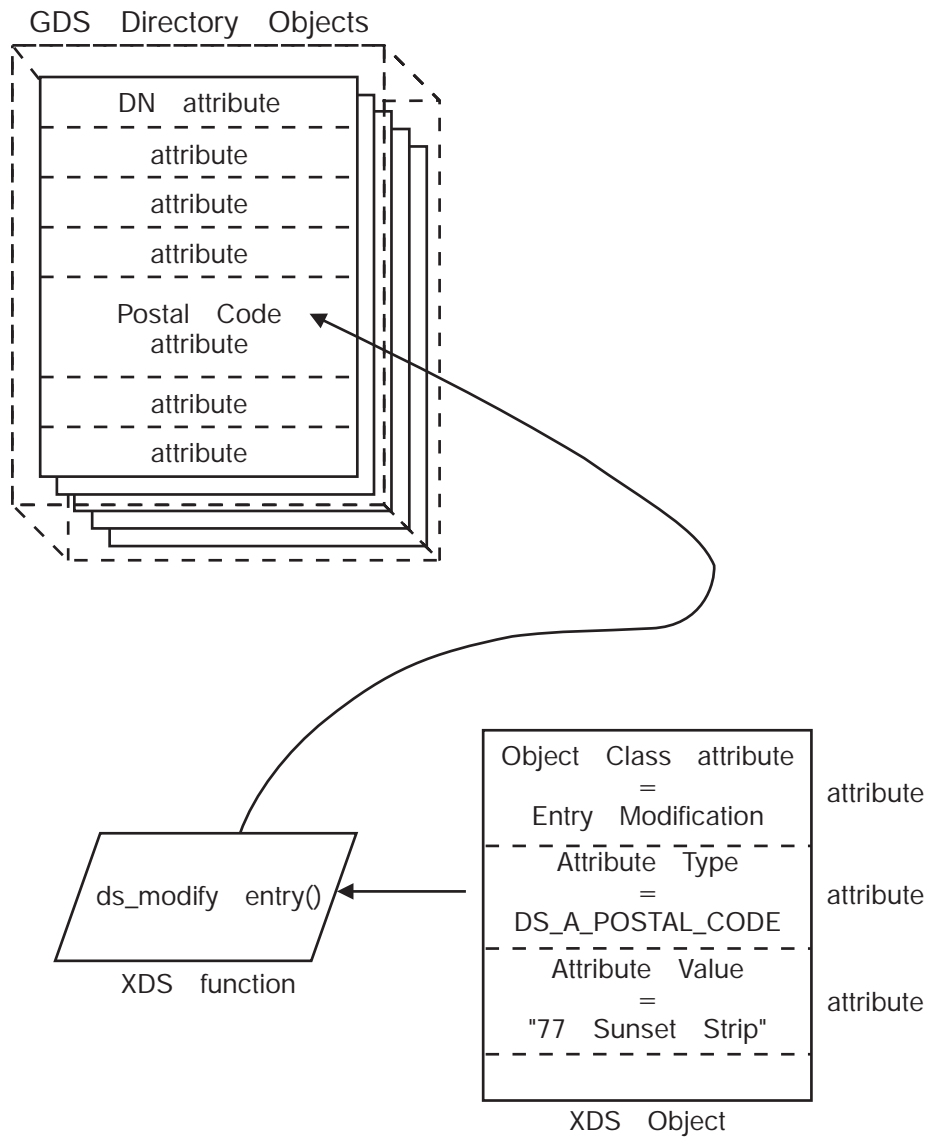 GDS Directory Objects
DN attribute
attribute
attribute
attribute
Postal Code
attribute
attribute
attribute
Object Class attribute
=
Entry Modification
attribute
Attribute Type
=
DS_A_POSTAL_CODE
attribute
Attribute Value
=
"77 Sunset Strip"
attribute
XDS Object
ds_modify entry()
XDS function